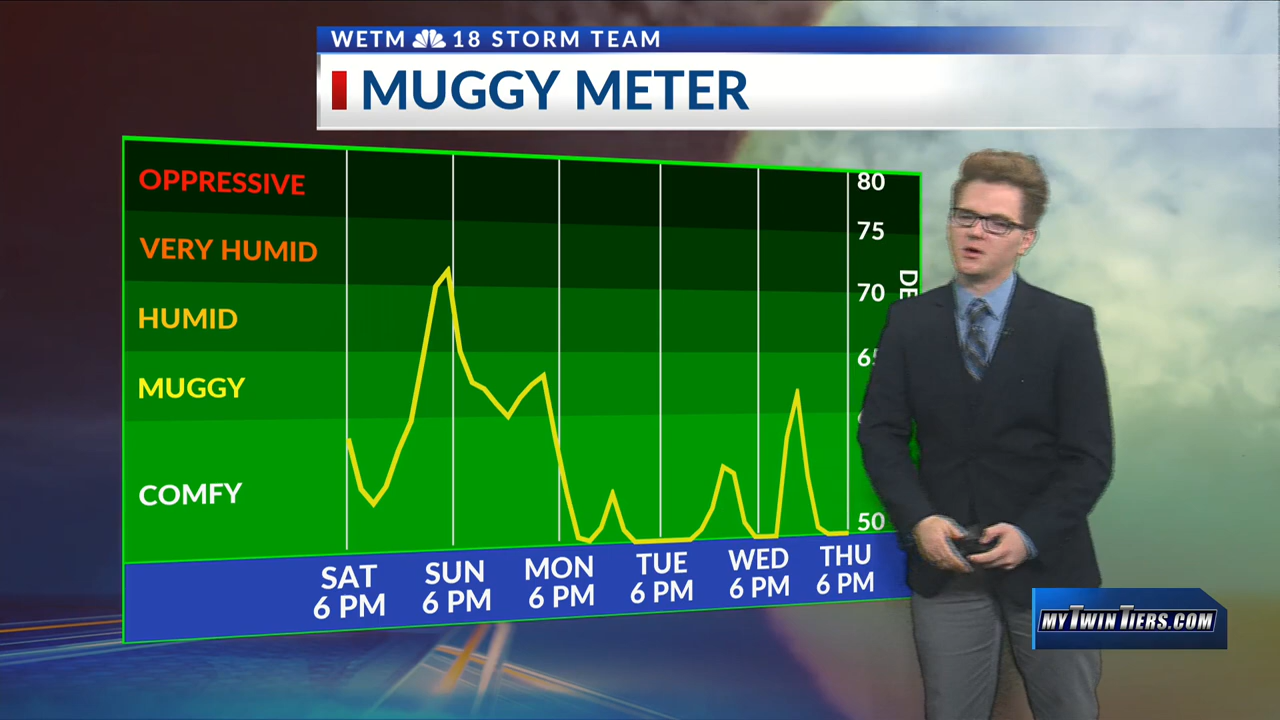 WETM 18 STORM TEAM
MUGGY METER
OPPRESSIVE
VERY HUMID
HUMID
MUGGY
COMFY
80
75
70
65
50
SAT
6 PM
SUN
6 PM
MON
6 PM
TUE
6 PM
WED
6 PM
THU
6 PM
MYTWINTIERS.COM